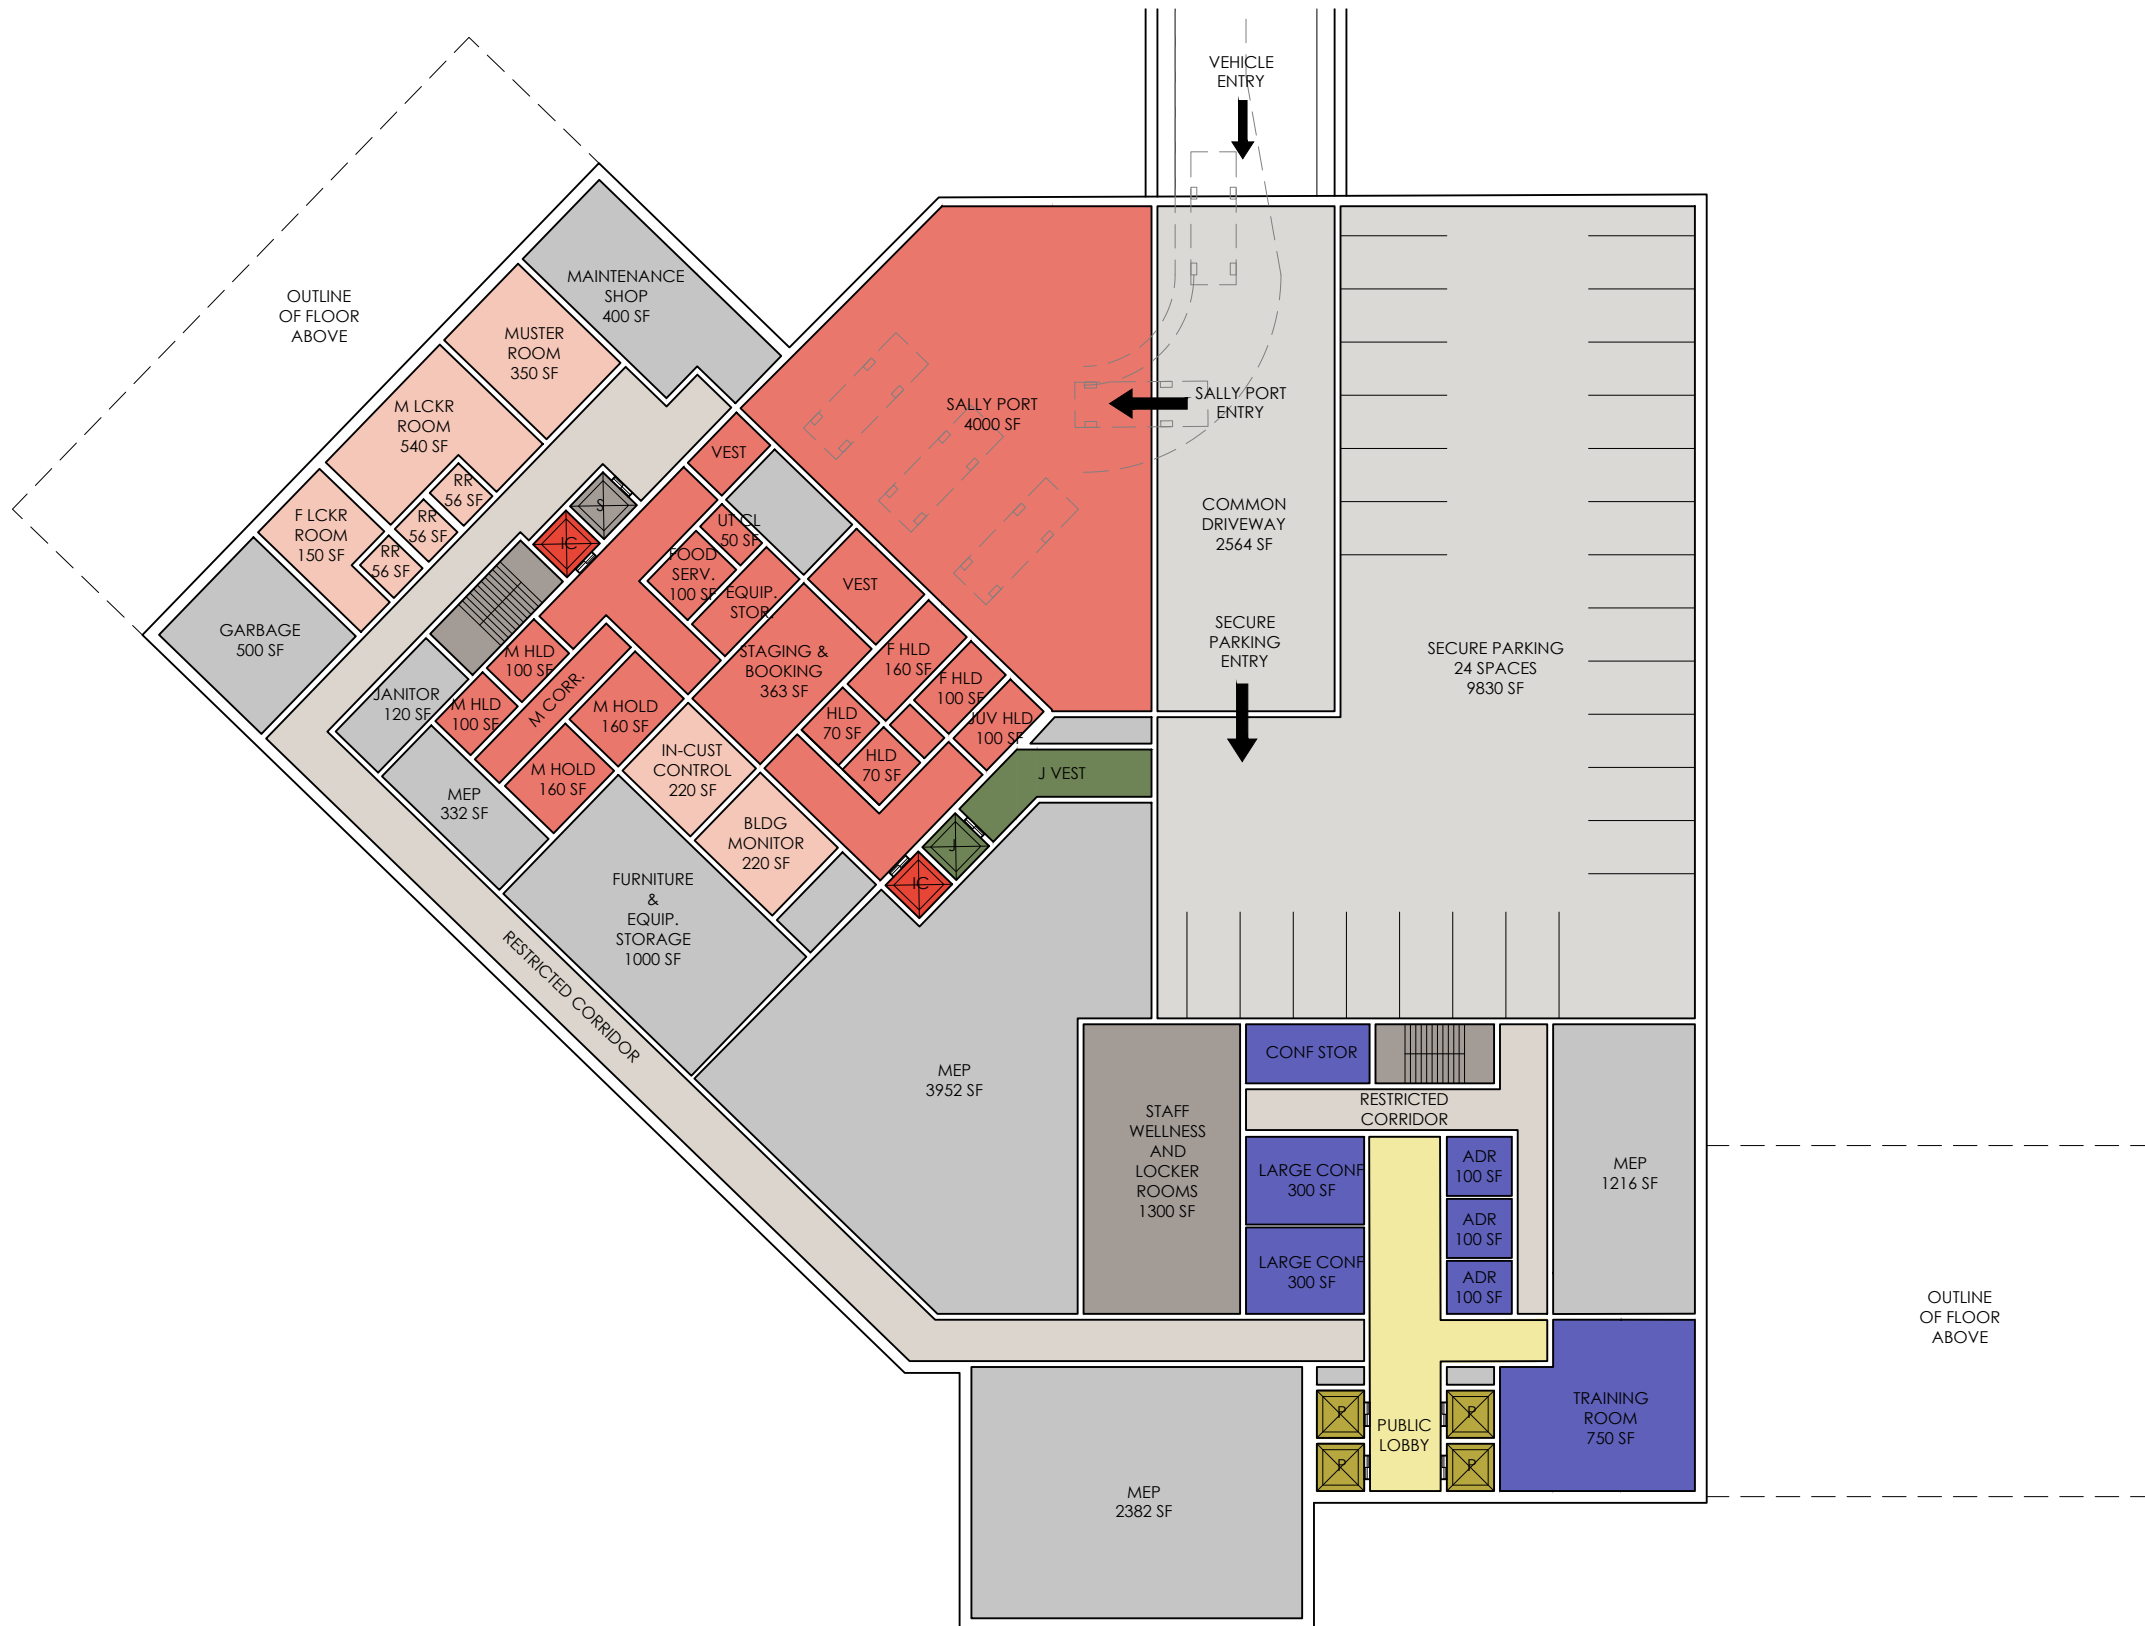 VEHICLE
ENTRY
OUTLINE
OF FLOOR
ABOVE
MAINTENANCE
SHOP
400 SF
MUSTER
ROOM
350 SF
M LCKR
ROOM
540 SF
SALLY PORT
4000 SF
SALLY PORT
ENTRY
VEST
RR
56 SF
RR
56 SF
RR
56 SF
F LCKR
ROOM
150 SF
S
IC
UT CL
50 SF
FOOD
SERV.
100 SF
EQUIP.
STOR.
VEST
COMMON
DRIVEWAY
2564 SF
GARBAGE
500 SF
SECURE
PARKING
ENTRY
SECURE PARKING
24 SPACES
9830 SF
M HLD
100 SF
M HLD
100 SF
M CORR.
STAGING &
BOOKING
363 SF
F HLD
160 SF
F HLD
100 SF
JUV HLD
100 SF
HLD
70 SF
HLD
70 SF
JANITOR
120 SF
M HOLD
160 SF
M HOLD
160 SF
IN-CUST
CONTROL
220 SF
MEP
332 SF
BLDG
MONITOR
220 SF
J VEST
J
IC
FURNITURE
&
EQUIP.
STORAGE
1000 SF
RESTRICTED CORRIDOR
MEP
3952 SF
STAFF
WELLNESS
AND
LOCKER
ROOMS
1300 SF
CONF STOR
RESTRICTED
CORRIDOR
LARGE CONF
300 SF
LARGE CONF
300 SF
ADR
100 SF
ADR
100 SF
ADR
100 SF
MEP
1216 SF
OUTLINE
OF FLOOR
ABOVE
TRAINING
ROOM
750 SF
P
P
P
P
PUBLIC
LOBBY
MEP
2382 SF